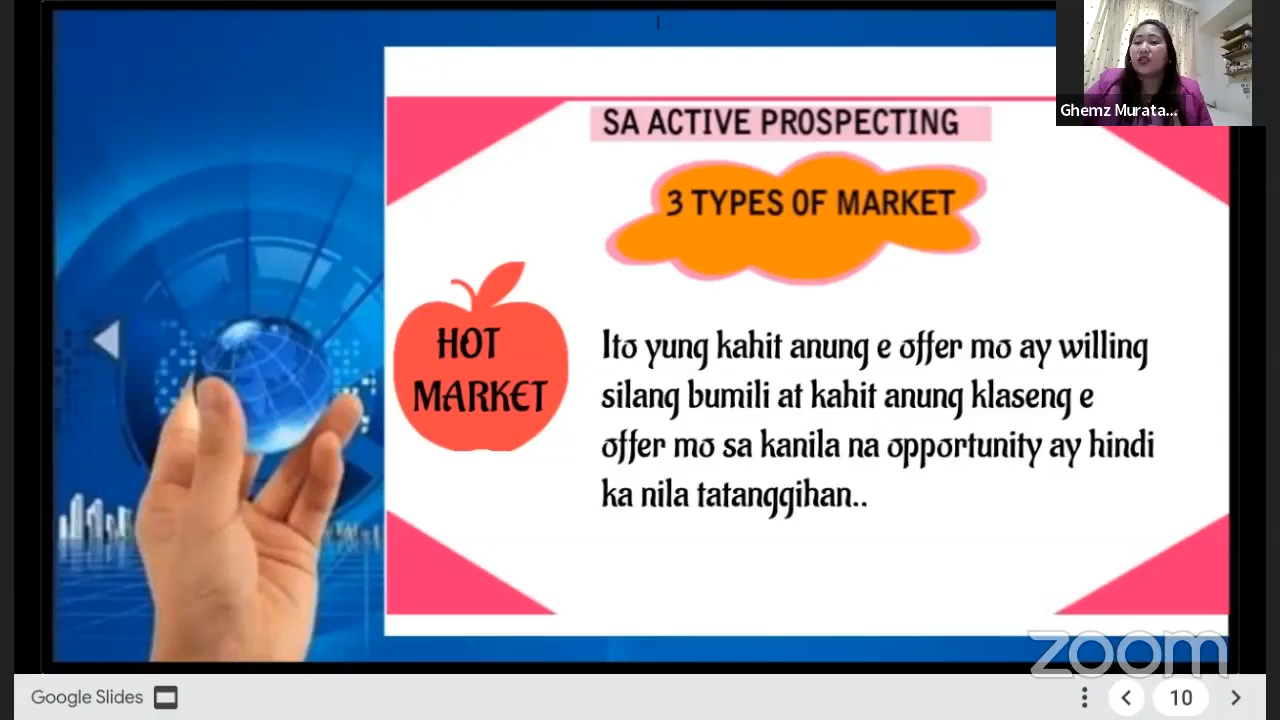 Ghemz Murata...
SA ACTIVE PROSPECTING
3 TYPES OF MARKET
HOT
MARKET
Ito yung kahit anung e offer mo ay willing
silang bumili at kahit anung klaseng e
offer mo sa kanila na opportunity ay hindi
ka nila tatanggihan..
zoom
Google Slides
10